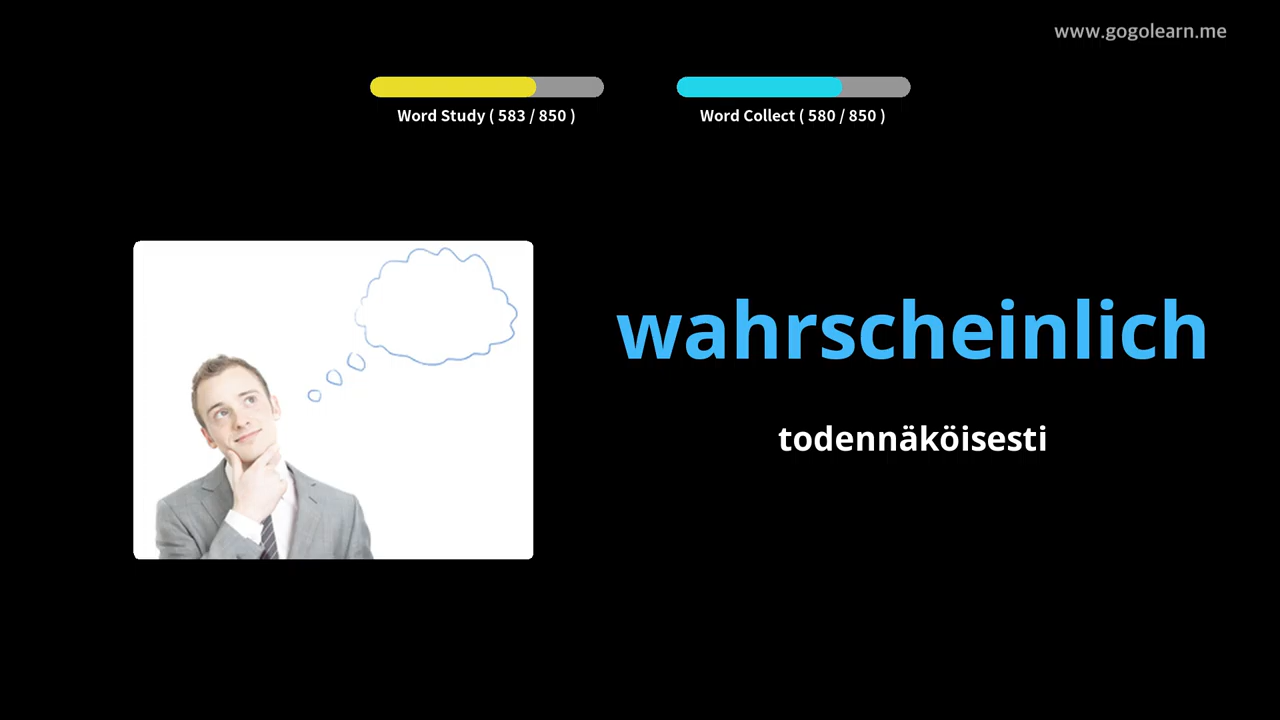 www.gogolearn.me
Word Study ( 583 / 850 )
Word Collect ( 580 / 850 )
wahrscheinlich
todennäköisesti